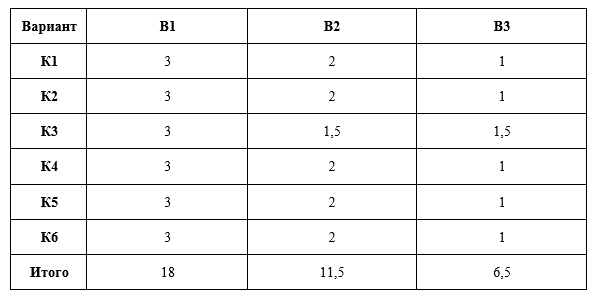 Вариант В1 В2 В3
К1 3 2 1
К2 3 2 1
К3 3 1,5 1,5
К4 3 2 1
К5 3 2 1
К6 3 2 1
Итого 18 11,5 6,5